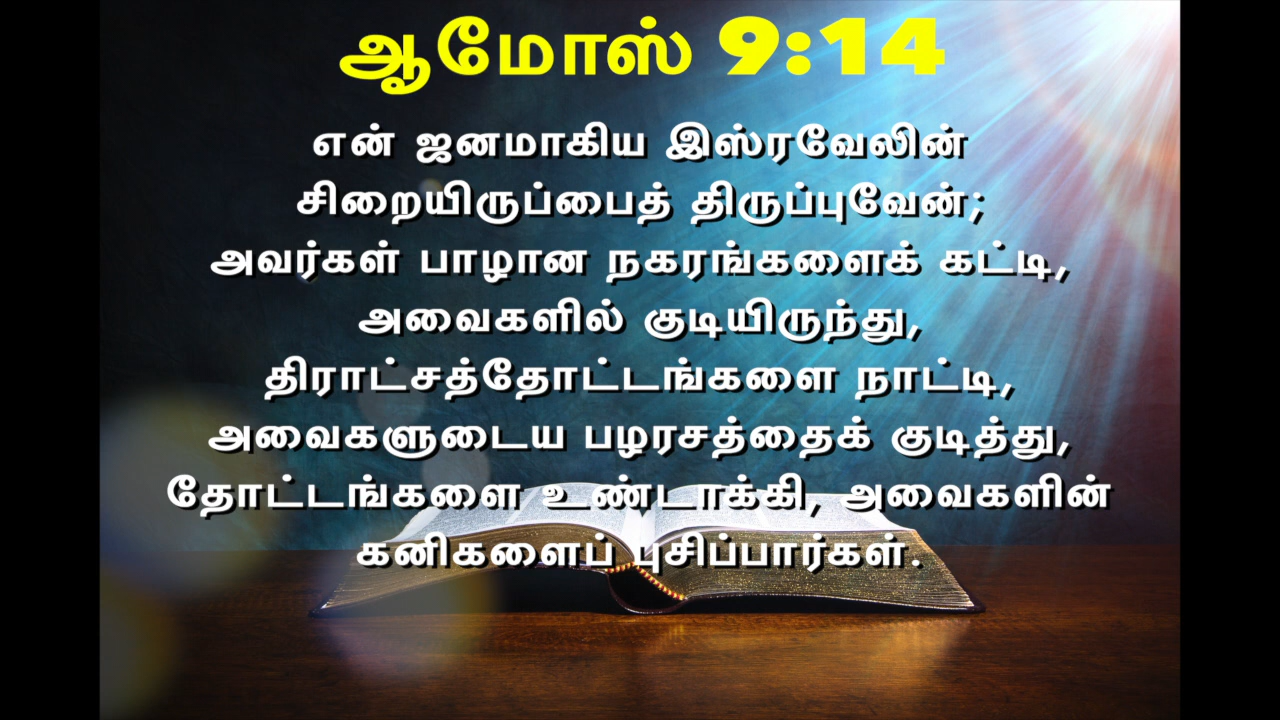 ஆமோஸ் 9:14
என் ஜனமாகிய இஸ்ரவேலின்
சிறையிருப்பைத் திருப்புவேன்;
அவர்கள் பாழான நகரங்களைக் கட்டி,
அவைகளில் குடியிருந்து,
திராட்சத்தோட்டங்களை நாட்டி,
அவைகளுடைய பழரசத்தைக் குடித்து,
தோட்டங்களை உண்டாக்கி, அவைகளின்
கனிகளைப் புசிப்பார்கள்.